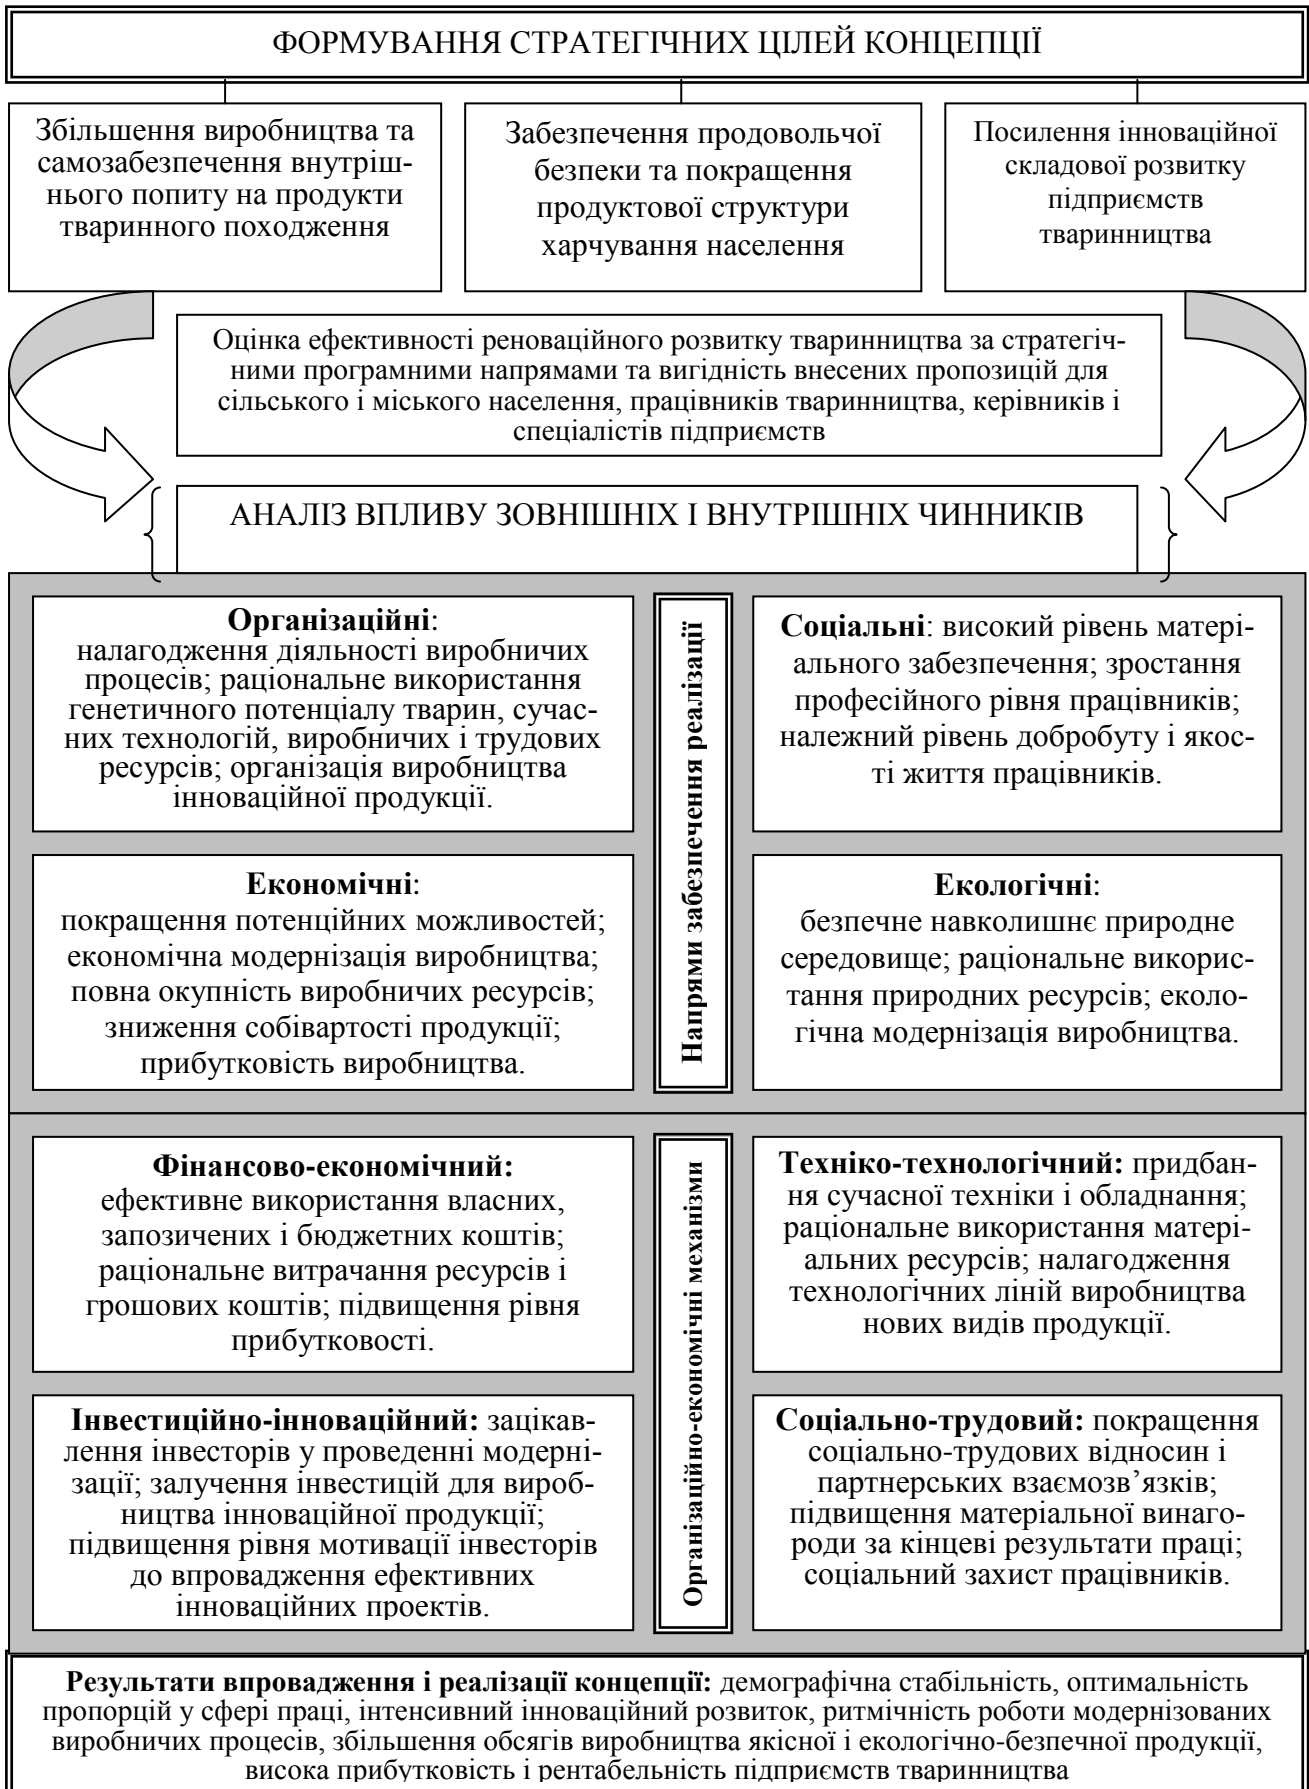 ФОРМУВАННЯ СТРАТЕГІЧНИХ ЦІЛЕЙ КОНЦЕПЦІЇ
Збільшення виробництва та
самозабезпечення внутріш-
нього попиту на продукти
тваринного походження
Забезпечення продовольчої
безпеки та покращення
продуктової структури
харчування населення
Посилення інноваційної
складової розвитку
підприємств
тваринництва
Оцінка ефективності реноваційного розвитку тваринництва за стратегіч-
ними програмними напрямами та вигідність внесених пропозицій для
сільського і міського населення, працівників тваринництва, керівників і
спеціалістів підприємств
АНАЛІЗ ВПЛИВУ ЗОВНІШНІХ І ВНУТРІШНІХ ЧИННИКІВ
Організаційні:
налагодження діяльності виробничих
процесів; раціональне використання
генетичного потенціалу тварин, сучас-
них технологій, виробничих і трудових
ресурсів; організація виробництва
інноваційної продукції.
Напрями забезпечення реалізації
Соціальні: високий рівень матері-
ального забезпечення; зростання
професійного рівня працівників;
належний рівень добробуту і якос-
ті життя працівників.
Економічні:
покращення потенційних можливостей;
економічна модернізація виробництва;
повна окупність виробничих ресурсів;
зниження собівартості продукції;
прибутковість виробництва.
Екологічні:
безпечне навколишнє природне
середовище; раціональне викорис-
тання природних ресурсів; еколо-
гічна модернізація виробництва.
Фінансово-економічний:
ефективне використання власних,
запозичених і бюджетних коштів;
раціональне витрачання ресурсів і
грошових коштів; підвищення рівня
прибутковості.
Організаційно-економічні механізми
Техніко-технологічний: придбан-
ня сучасної техніки і обладнання;
раціональне використання матері-
альних ресурсів; налагодження
технологічних ліній виробництва
нових видів продукції.
Інвестиційно-інноваційний: зацікав-
лення інвесторів у проведенні модерні-
зації; залучення інвестицій для вироб-
ництва інноваційної продукції;
підвищення рівня мотивації інвесторів
до впровадження ефективних
інноваційних проектів.
Соціально-трудовий: покращення
соціально-трудових відносин і
партнерських взаємозв’язків;
підвищення матеріальної винаго-
роди за кінцеві результати праці;
соціальний захист працівників.
Результати впровадження і реалізації концепції: демографічна стабільність, оптимальність
пропорцій у сфері праці, інтенсивний інноваційний розвиток, ритмічність роботи модернізованих
виробничих процесів, збільшення обсягів виробництва якісної і екологічно-безпечної продукції,
висока прибутковість і рентабельність підприємств тваринництва